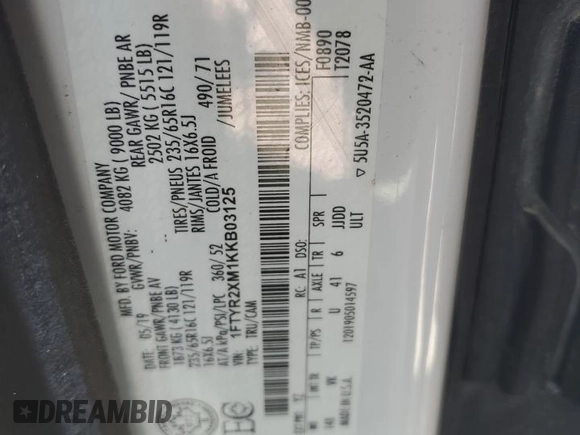 MFD. BY FORD MOTOR COMPANY
DATE: 05/19
GVWR/PNBV: 4082 KG ( 9000 LB)
FRONT GAWR/PNBE AV
1873 KG ( 4130 LB)
235/65R16C 121/119R
16X6.5J
AT/A kPa/PSI/LPC 360/ 52
REAR GAWR/ PNBE AR
2502 KG ( 5515 LB)
TIRES/PNEUS 235/65R16C 121/119R
RIMS/JANTES 16X6.5J
COLD/A FROID 490/71
/JUMELEES
VIN: 1FTYR2XM1KKB03125
TYPE: TRU/CAM
COMPLIES: ICES/NMB-00
F0890
T2078
RC: A1 DSO:
TP/PS R AXLE TR SPR
U 41 6 JJDD
ULT
1201905014597
MADE IN U.S.A.
▽ 5U5A-3520472-AA
DREAMBID